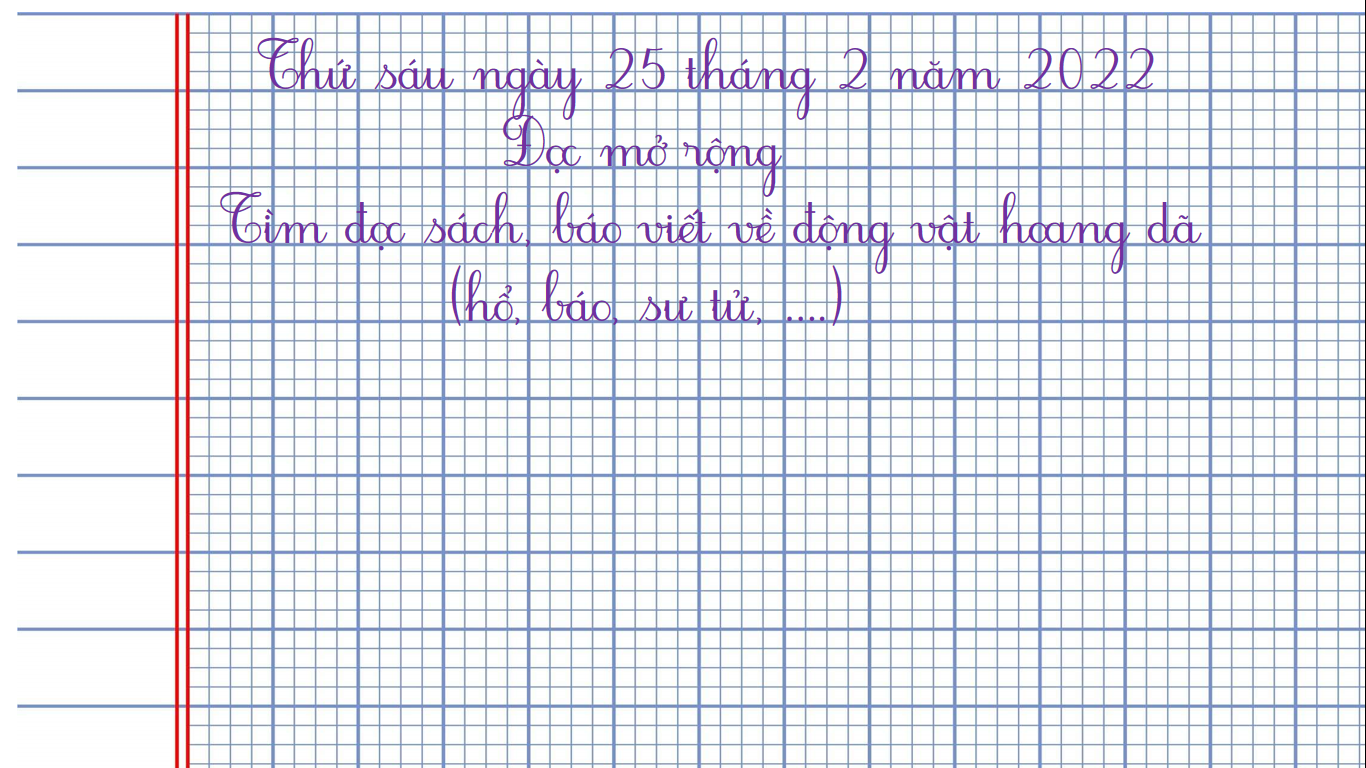 Thứ sáu ngày 25 tháng 2 năm 2022
Đọc mở rộng
Tìm đọc sách, báo viết về động vật hoang dã
(hổ, báo, sư tử, ....)